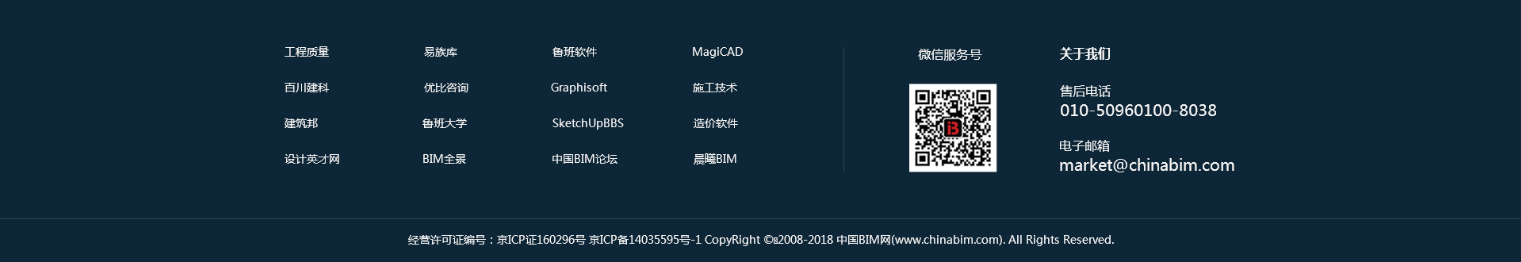 工程质量 易族库 鲁班软件 MagiCAD
百川建科 优比咨询 Graphisoft 施工技术
建筑邦 鲁班大学 SketchUpBBS 造价软件
设计英才网 BIM全景 中国BIM论坛 晨曦BIM
微信服务号
关于我们
售后电话
010-50960100-8038
电子邮箱
market@chinabim.com
经营许可证编号：京ICP证160296号 京ICP备14035595号-1 CopyRight ©2008-2018 中国BIM网(www.chinabim.com). All Rights Reserved.